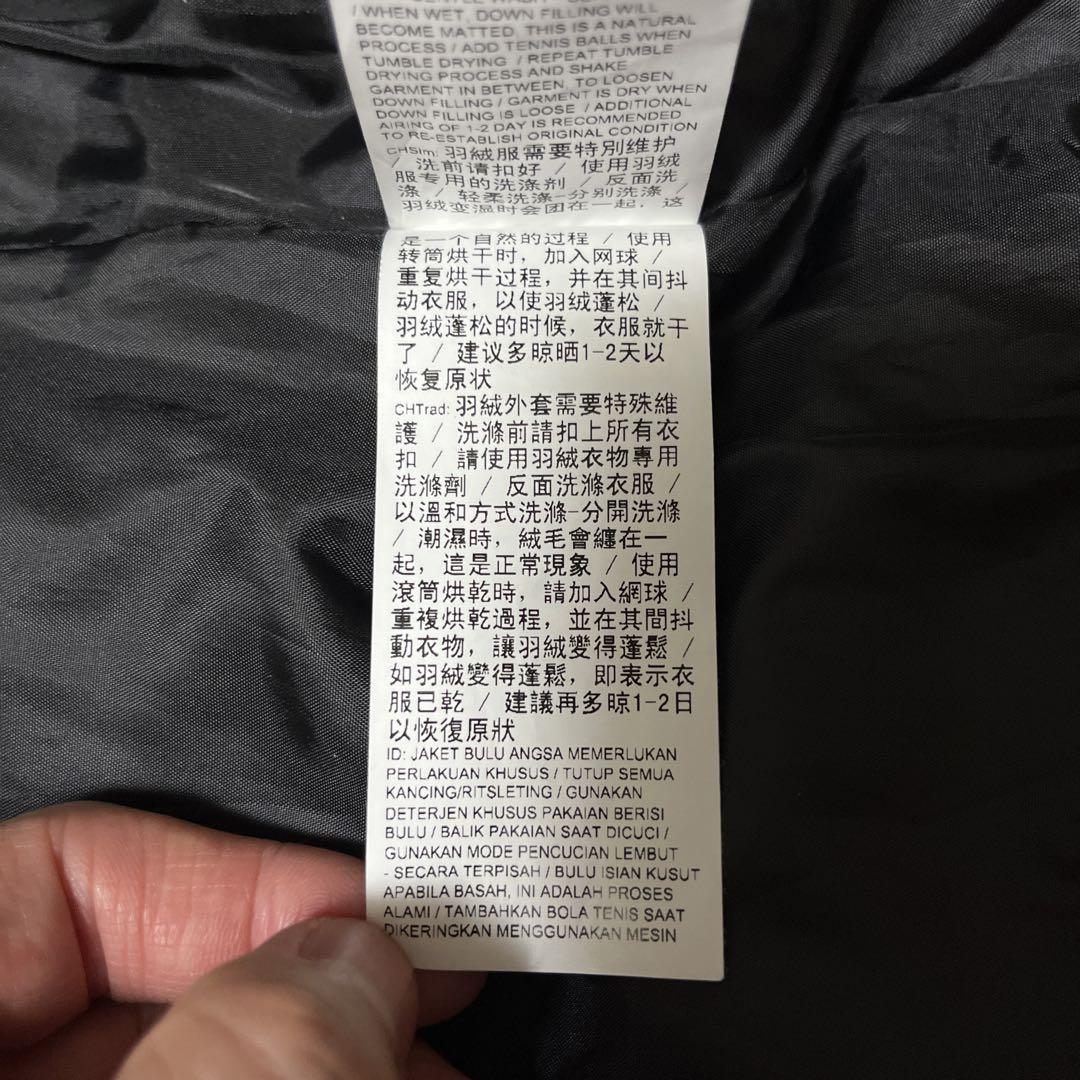 / WHEN WET, DOWN FILLING WILL
BECOME MATTED, THIS IS A NATURAL
PROCESS / ADD TENNIS BALLS WHEN
TUMBLE DRYING / REPEAT TUMBLE
DRYING PROCESS AND SHAKE
GARMENT IN BETWEEN, TO LOOSEN
DOWN FILLING / GARMENT IS DRY WHEN
DOWN FILLING IS LOOSE / ADDITIONAL
AIRING OF 1-2 DAY IS RECOMMENDED
TO RE-ESTABLISH ORIGINAL CONDITION
CHSim: 羽絨服需要特別维护
/ 洗前请扣好 / 使用羽绒
服专用的洗涤剂 / 反面洗
涤 / 轻柔洗涤-分别洗涤 /
羽绒变湿时会团在一起, 这
是一个自然的过程 / 使用
转筒烘干时, 加入网球 /
重复烘干过程, 并在其间抖
动衣服, 以使羽绒蓬松 /
羽绒蓬松的时候, 衣服就干
了 / 建议多晾晒1-2天以
恢复原状
CHTrad: 羽絨外套需要特殊維
護 / 洗滌前請扣上所有衣
扣 / 請使用羽絨衣物專用
洗滌劑 / 反面洗滌衣服 /
以溫和方式洗滌-分開洗滌
/ 潮濕時, 絨毛會纏在一
起, 這是正常現象 / 使用
滾筒烘乾時, 請加入網球 /
重複烘乾過程, 並在其間抖
動衣物, 讓羽絨變得蓬鬆 /
如羽絨變得蓬鬆, 即表示衣
服已乾 / 建議再多晾1-2日
以恢復原狀
ID: JAKET BULU ANGSA MEMERLUKAN
PERLAKUAN KHUSUS / TUTUP SEMUA
KANCING/RITSLETING / GUNAKAN
DETERJEN KHUSUS PAKAIAN BERISI
BULU / BALIK PAKAIAN SAAT DICUCI /
GUNAKAN MODE PENCUCIAN LEMBUT
- SECARA TERPISAH / BULU ISIAN KUSUT
APABILA BASAH, INI ADALAH PROSES
ALAMI / TAMBAHKAN BOLA TENIS SAAT
DIKERINGKAN MENGGUNAKAN MESIN